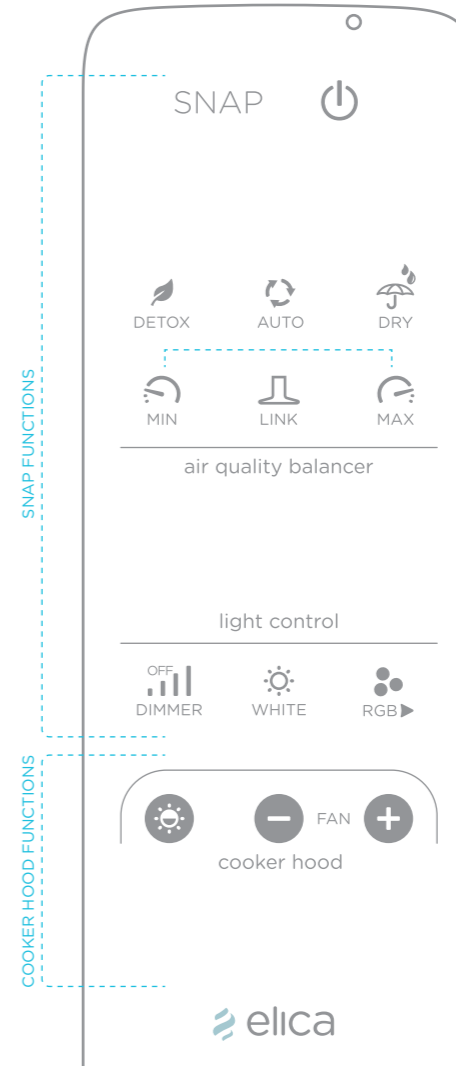 SNAP
DETOX AUTO DRY
MIN LINK MAX
air quality balancer
SNAP FUNCTIONS
light control
OFF
DIMMER WHITE RGB
COOKER HOOD FUNCTIONS
FAN
cooker hood
elica